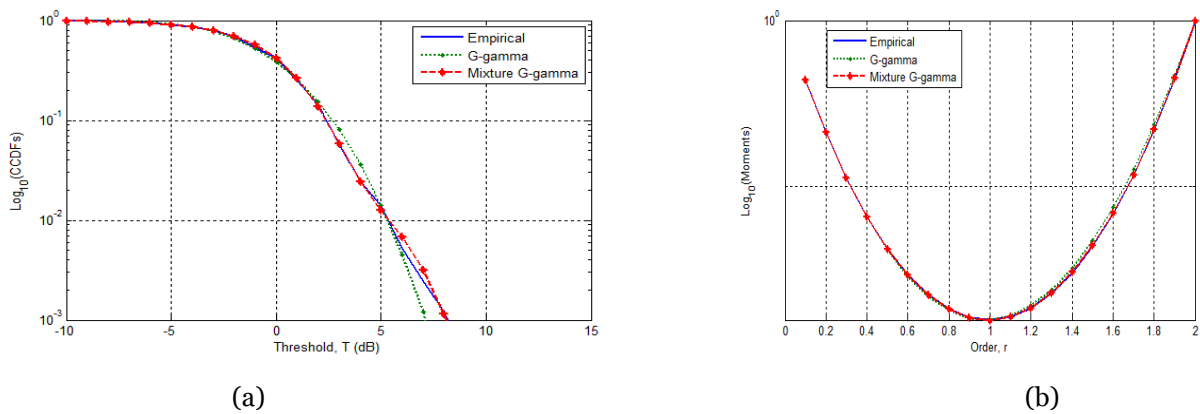 10^0
10^-1
10^-2
10^-3
Log10(CCDFs)
Empirical
G-gamma
Mixture G-gamma
-10 -5 0 5 10 15
Threshold, T (dB)
(a)
10^0
Log10(Moments)
Empirical
G-gamma
Mixture G-gamma
0 0.2 0.4 0.6 0.8 1 1.2 1.4 1.6 1.8 2
Order, r
(b)